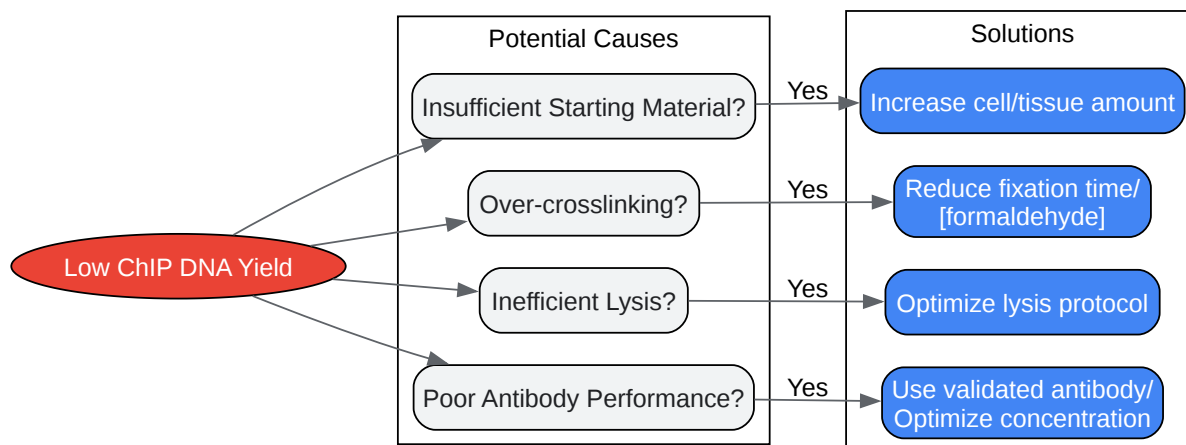 Potential Causes
Solutions
Insufficient Starting Material?
Yes
Increase cell/tissue amount
Over-crosslinking?
Yes
Reduce fixation time/
[formaldehyde]
Low ChIP DNA Yield
Inefficient Lysis?
Yes
Optimize lysis protocol
Poor Antibody Performance?
Yes
Use validated antibody/
Optimize concentration